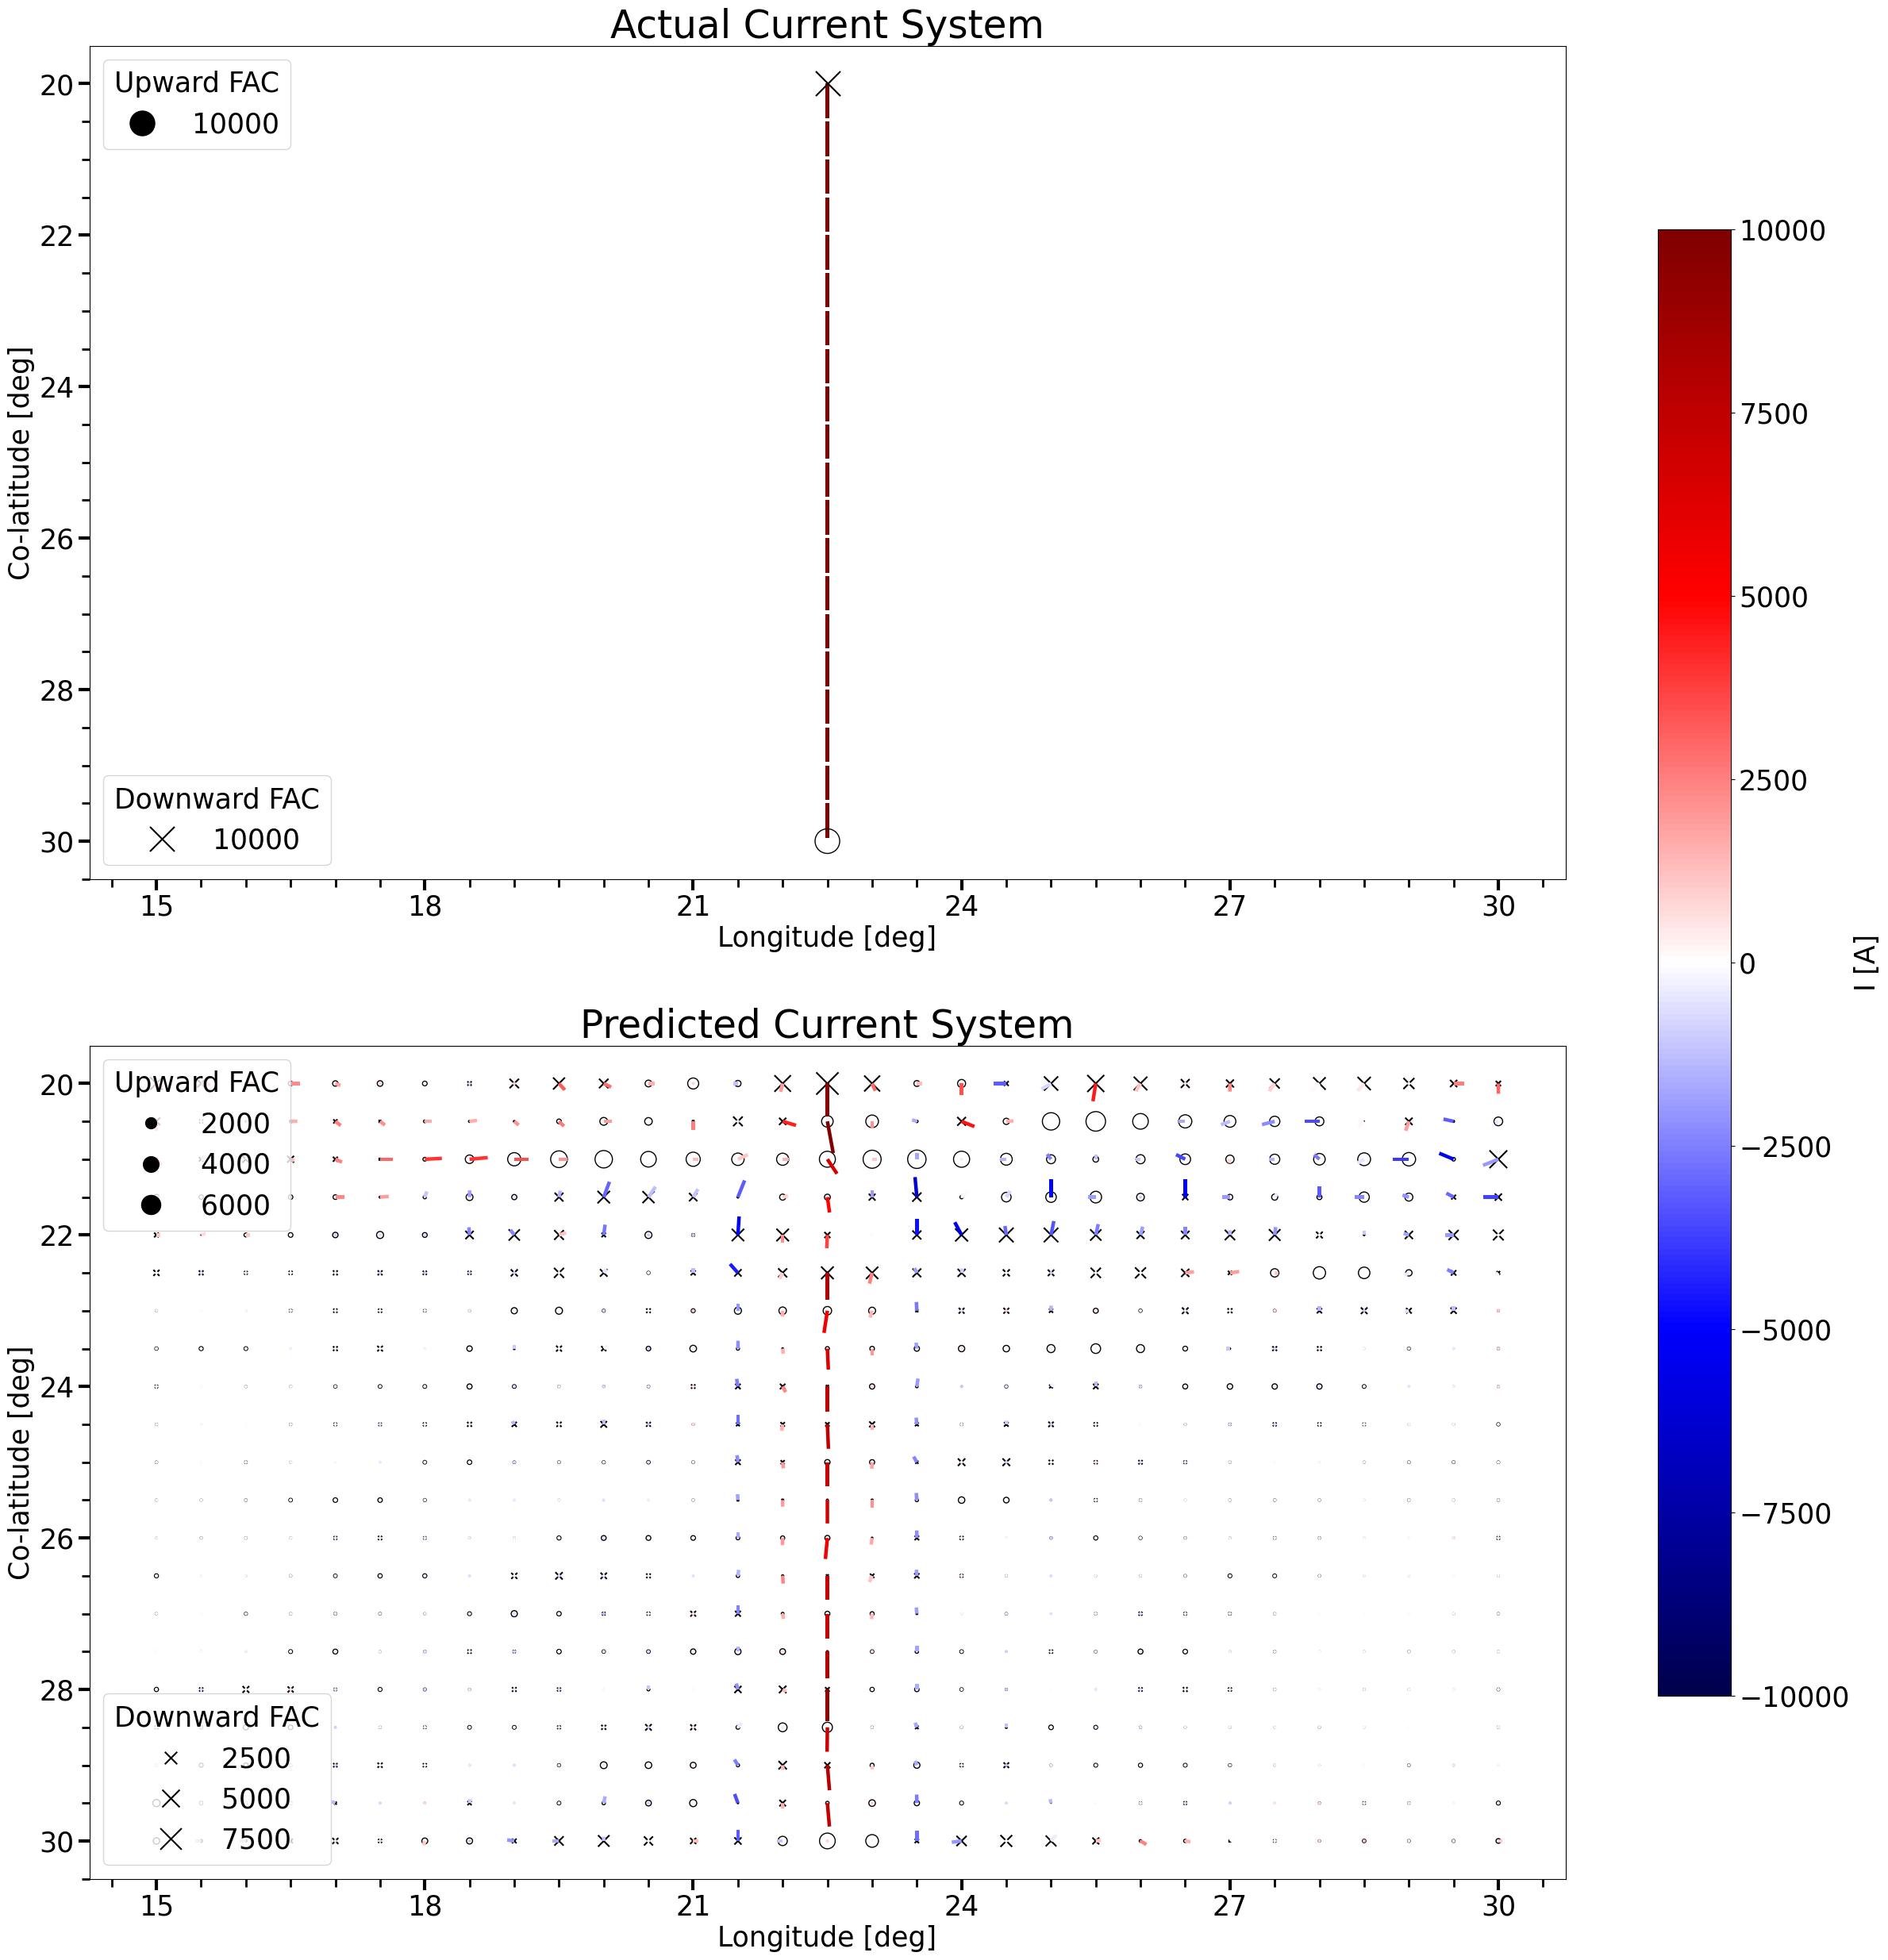 Actual Current System
Upward FAC
10000
20
22
24
26
28
30
Co-latitude [deg]
Downward FAC
10000
15 18 21 24 27 30
Longitude [deg]
Predicted Current System
Upward FAC
2000
4000
6000
20
22
24
26
28
30
Co-latitude [deg]
Downward FAC
2500
5000
7500
15 18 21 24 27 30
Longitude [deg]
10000
7500
5000
2500
0
−2500
−5000
−7500
−10000
I [A]